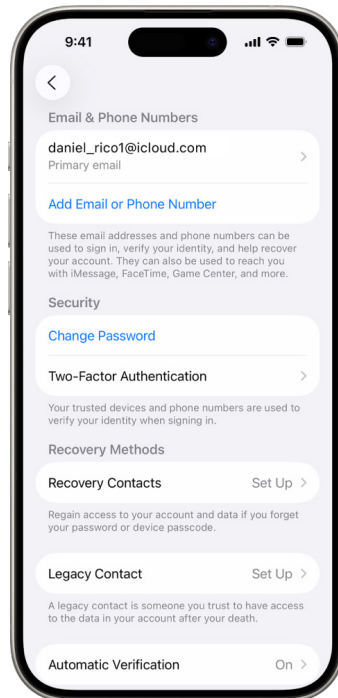 9:41
Email & Phone Numbers
daniel_rico1@icloud.com
Primary email
Add Email or Phone Number
These email addresses and phone numbers can be
used to sign in, verify your identity, and help recover
your account. They can also be used to reach you
with iMessage, FaceTime, Game Center, and more.
Security
Change Password
Two-Factor Authentication
Your trusted devices and phone numbers are used to
verify your identity when signing in.
Recovery Methods
Recovery Contacts Set Up
Regain access to your account and data if you forget
your password or device passcode.
Legacy Contact Set Up
A legacy contact is someone you trust to have access
to the data in your account after your death.
Automatic Verification On